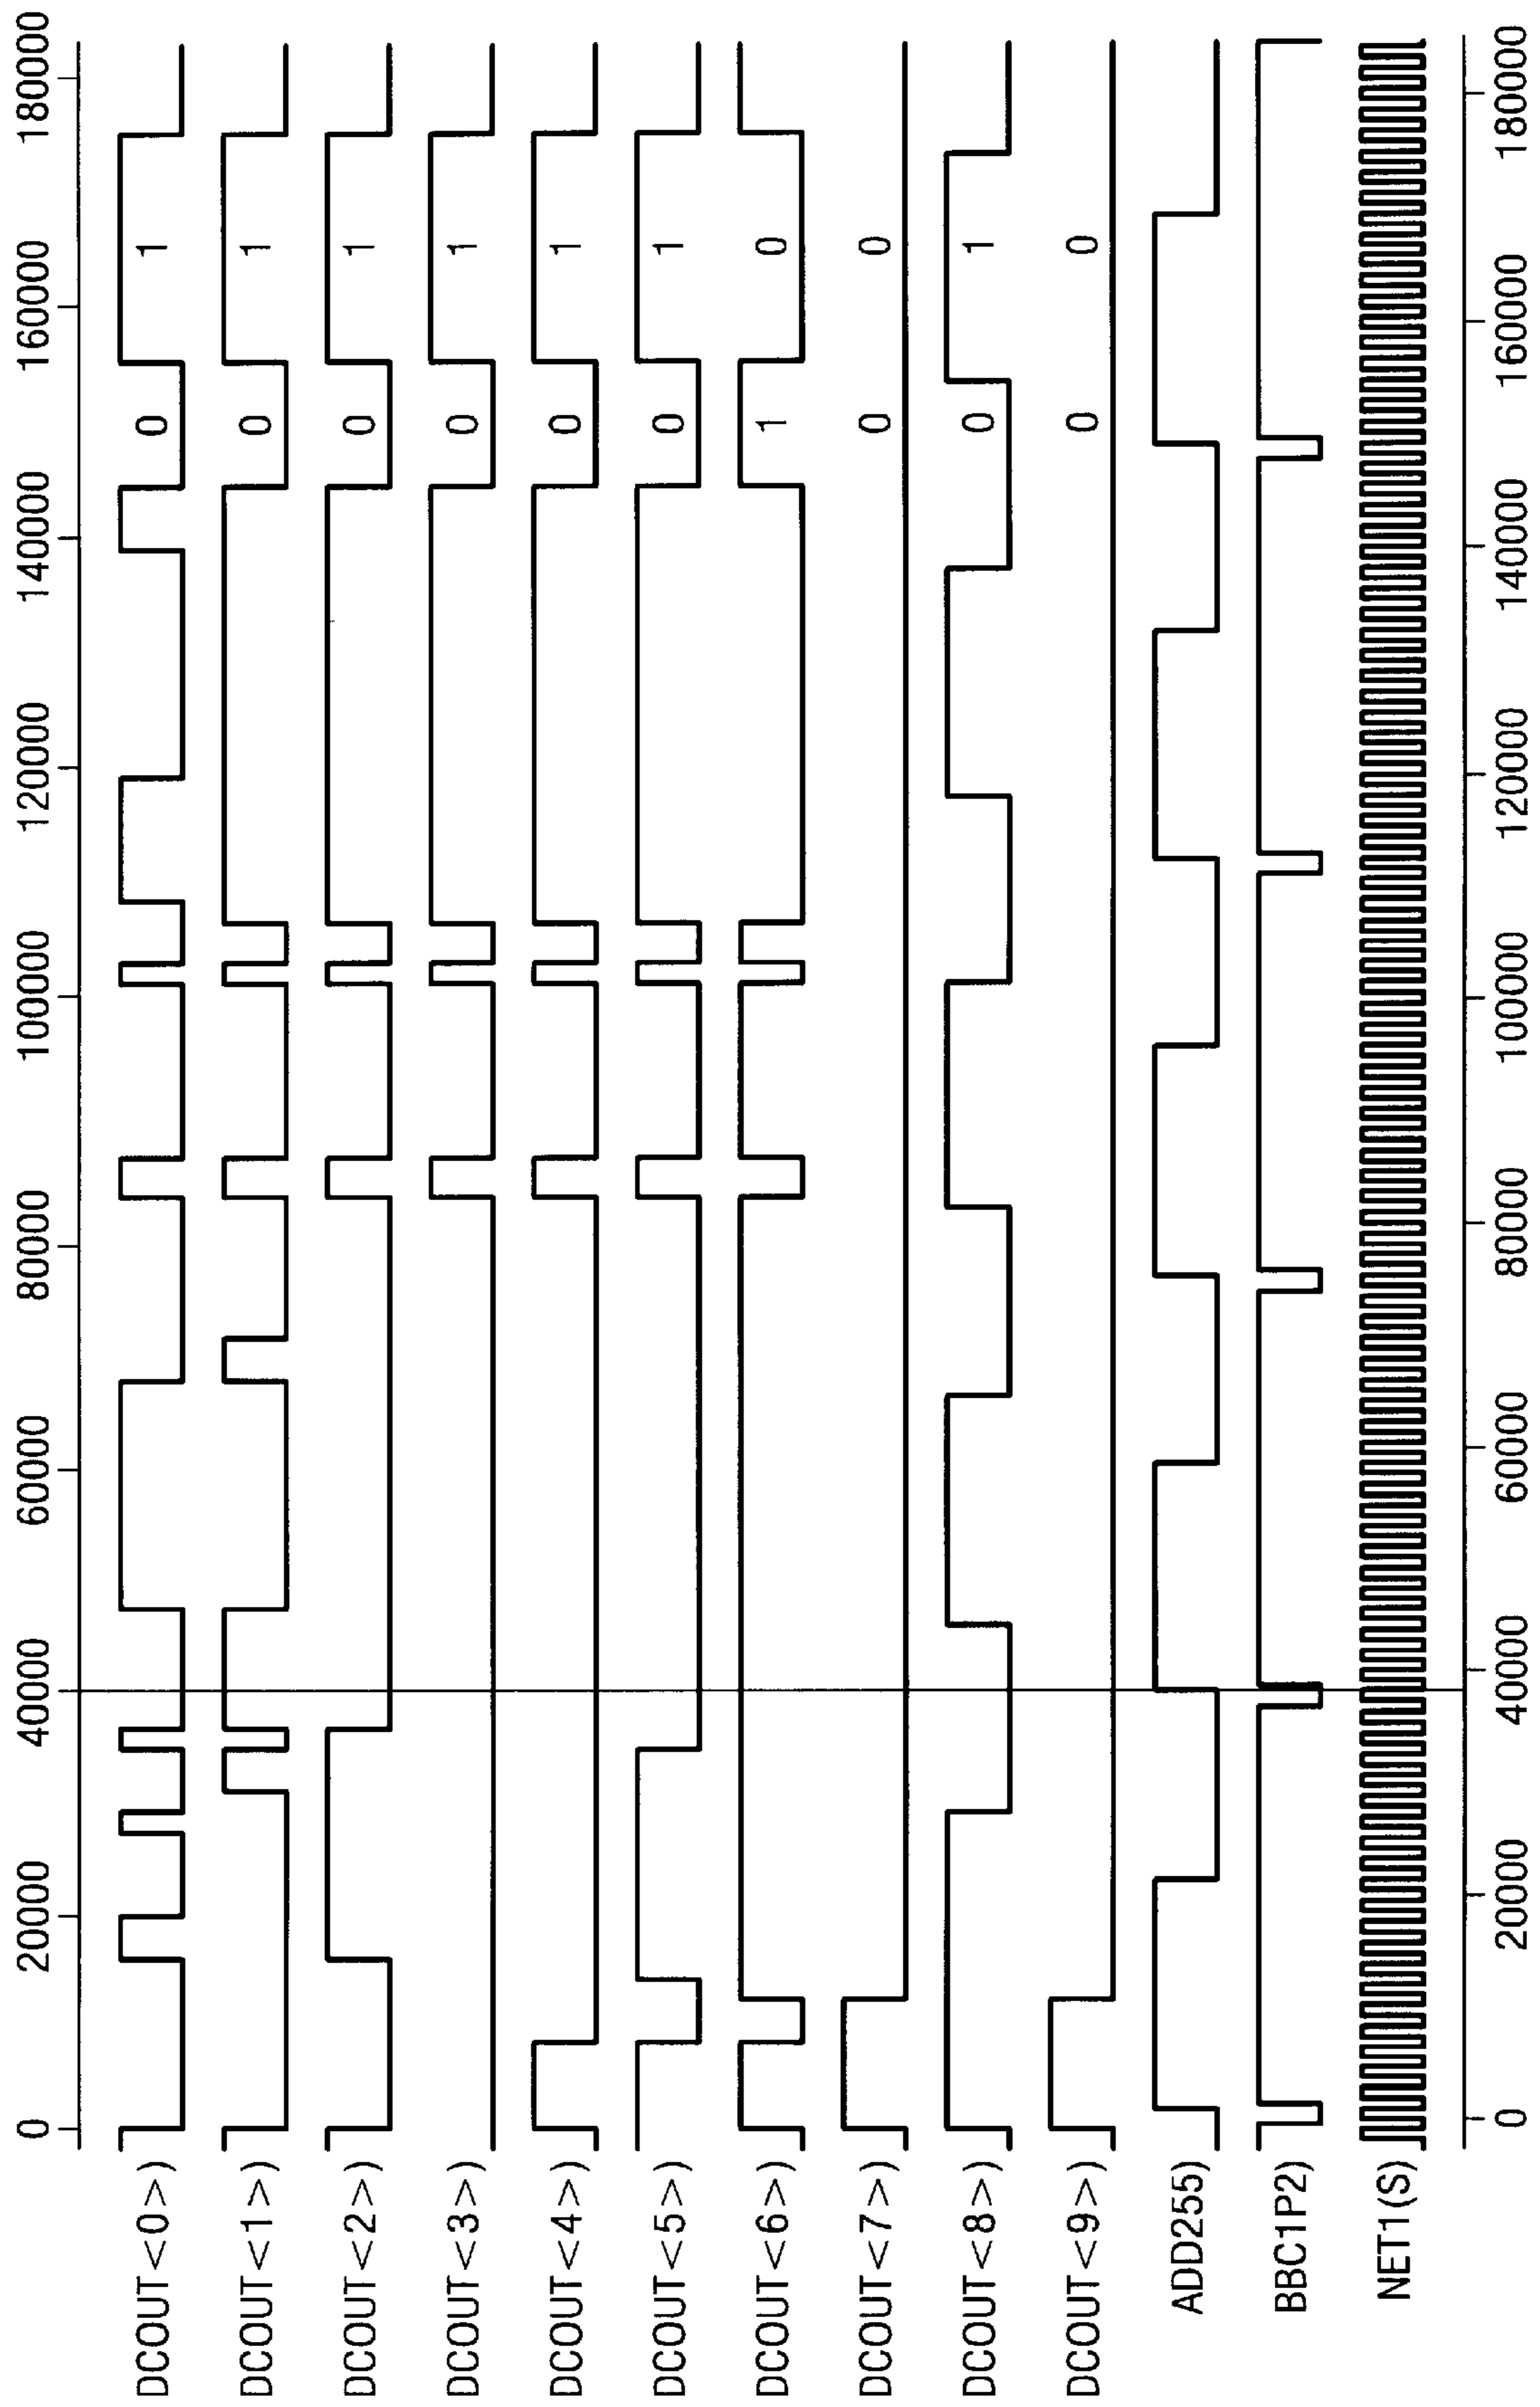 0 20000 40000 60000 80000 100000 120000 140000 160000 180000
DCOUT<0>) 0 1
DCOUT<1>) 0 1
DCOUT<2>) 0 1
DCOUT<3>) 0 1
DCOUT<4>) 0 1
DCOUT<5>) 0 1
DCOUT<6>) 1 0
DCOUT<7>) 0 0
DCOUT<8>) 0 1
DCOUT<9>) 0 0
ADD255)
BBC1P2)
NET1(S)
0 20000 40000 60000 80000 100000 120000 140000 160000 180000